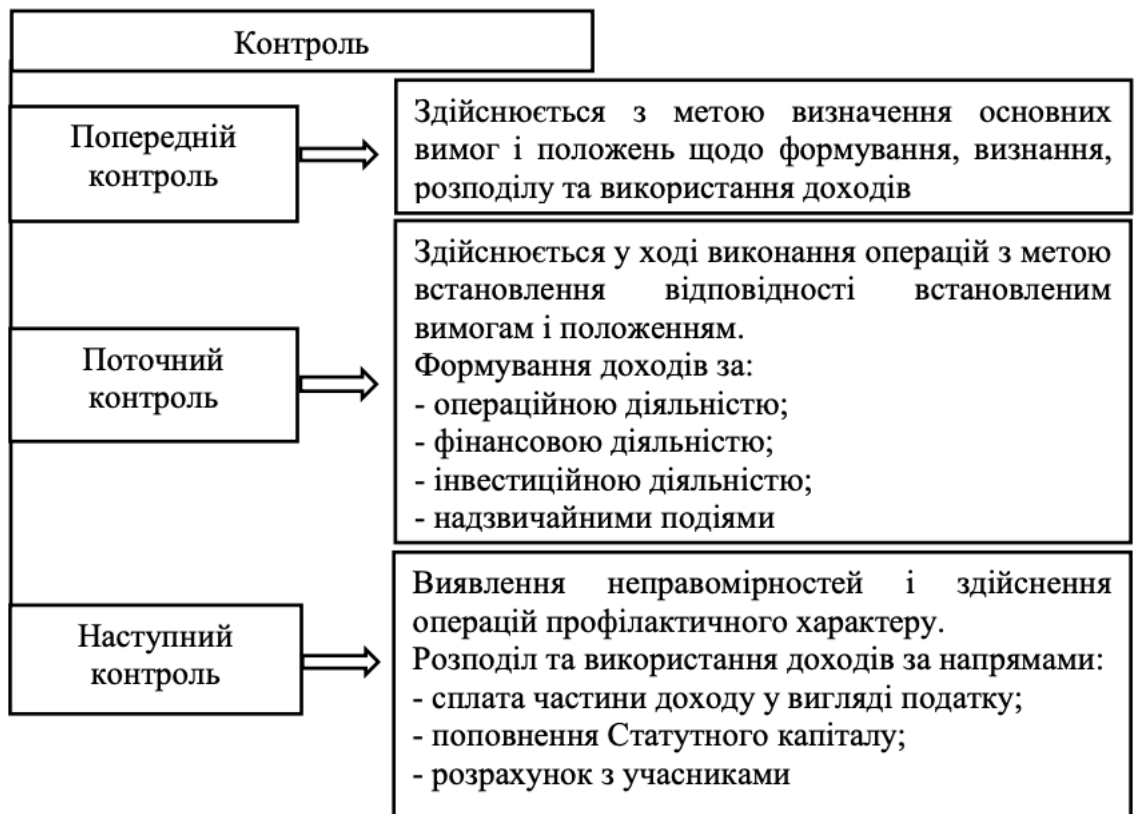 Контроль
Попередній
контроль
Здійснюється з метою визначення основних
вимог і положень щодо формування, визнання,
розподілу та використання доходів
Поточний
контроль
Здійснюється у ході виконання операцій з метою
встановлення відповідності встановленим
вимогам і положенням.
Формування доходів за:
- операційною діяльністю;
- фінансовою діяльністю;
- інвестиційною діяльністю;
- надзвичайними подіями
Наступний
контроль
Виявлення неправомірностей і здійснення
операцій профілактичного характеру.
Розподіл та використання доходів за напрямами:
- сплата частини доходу у вигляді податку;
- поповнення Статутного капіталу;
- розрахунок з учасниками